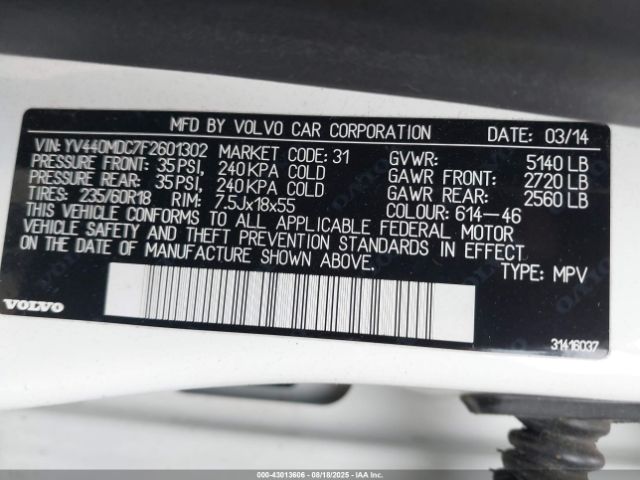 MFD BY VOLVO CAR CORPORATION DATE: 03/14
VIN: YV440MDC7F2601302 MARKET CODE: 31 GVWR: 5140 LB
PRESSURE FRONT: 35 PSI, 240 KPA COLD GAWR FRONT: 2720 LB
PRESSURE REAR: 35 PSI, 240 KPA COLD GAWR REAR: 2560 LB
TIRES: 235/60R18 RIM: 7.5Jx18x55 COLOUR: 614-46
THIS VEHICLE CONFORMS TO ALL APPLICABLE FEDERAL MOTOR
VEHICLE SAFETY AND THEFT PREVENTION STANDARDS IN EFFECT
ON THE DATE OF MANUFACTURE SHOWN ABOVE.
TYPE: MPV
VOLVO
31416037
000-43013606 - 08/18/2025 - COPYRIGHT IAA, LLC.